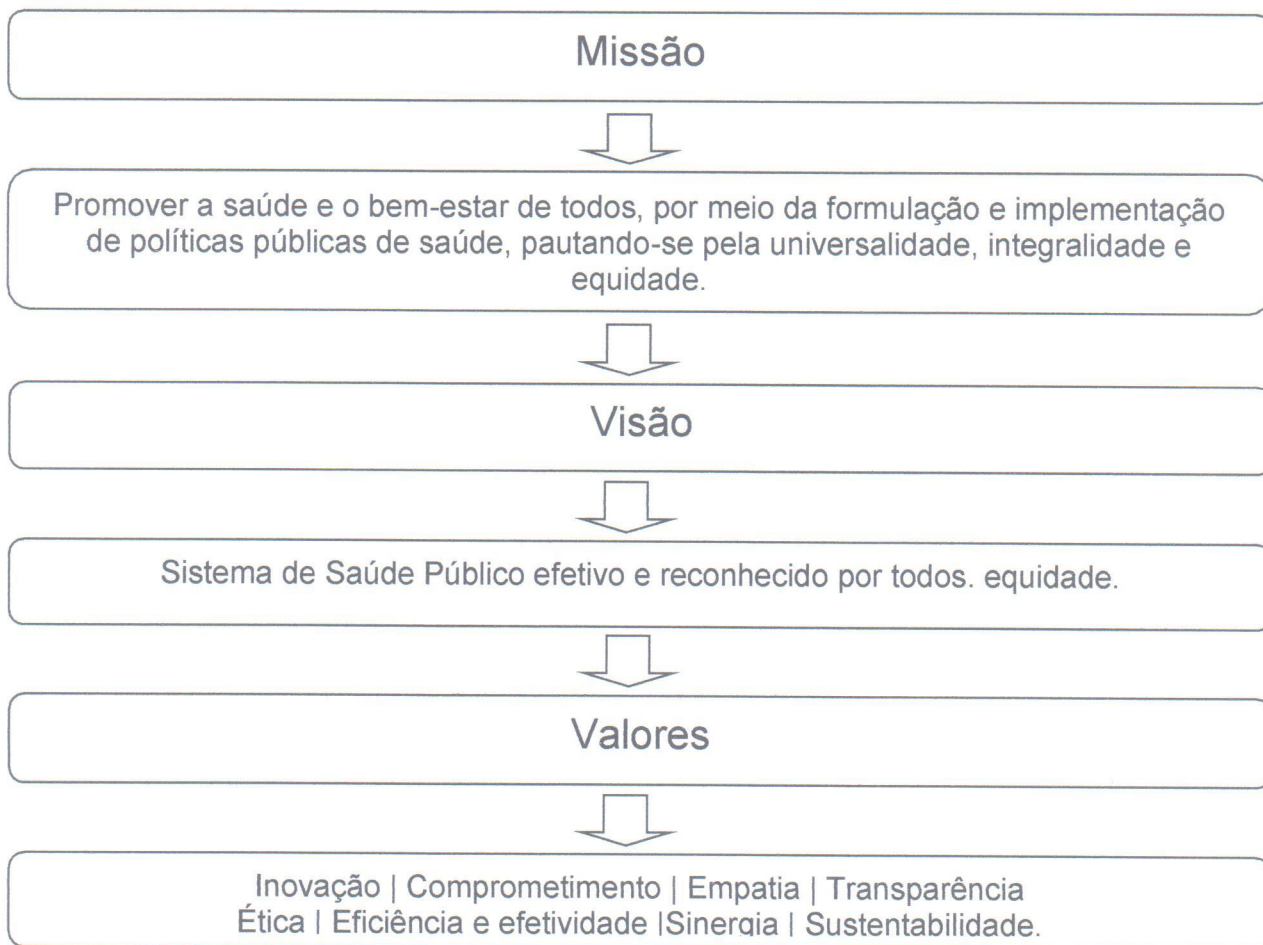 Missão
Promover a saúde e o bem-estar de todos, por meio da formulação e implementação
de políticas públicas de saúde, pautando-se pela universalidade, integralidade e
equidade.
Visão
Sistema de Saúde Público efetivo e reconhecido por todos. equidade.
Valores
Inovação | Comprometimento | Empatia | Transparência
Ética | Eficiência e efetividade |Sinergia | Sustentabilidade.